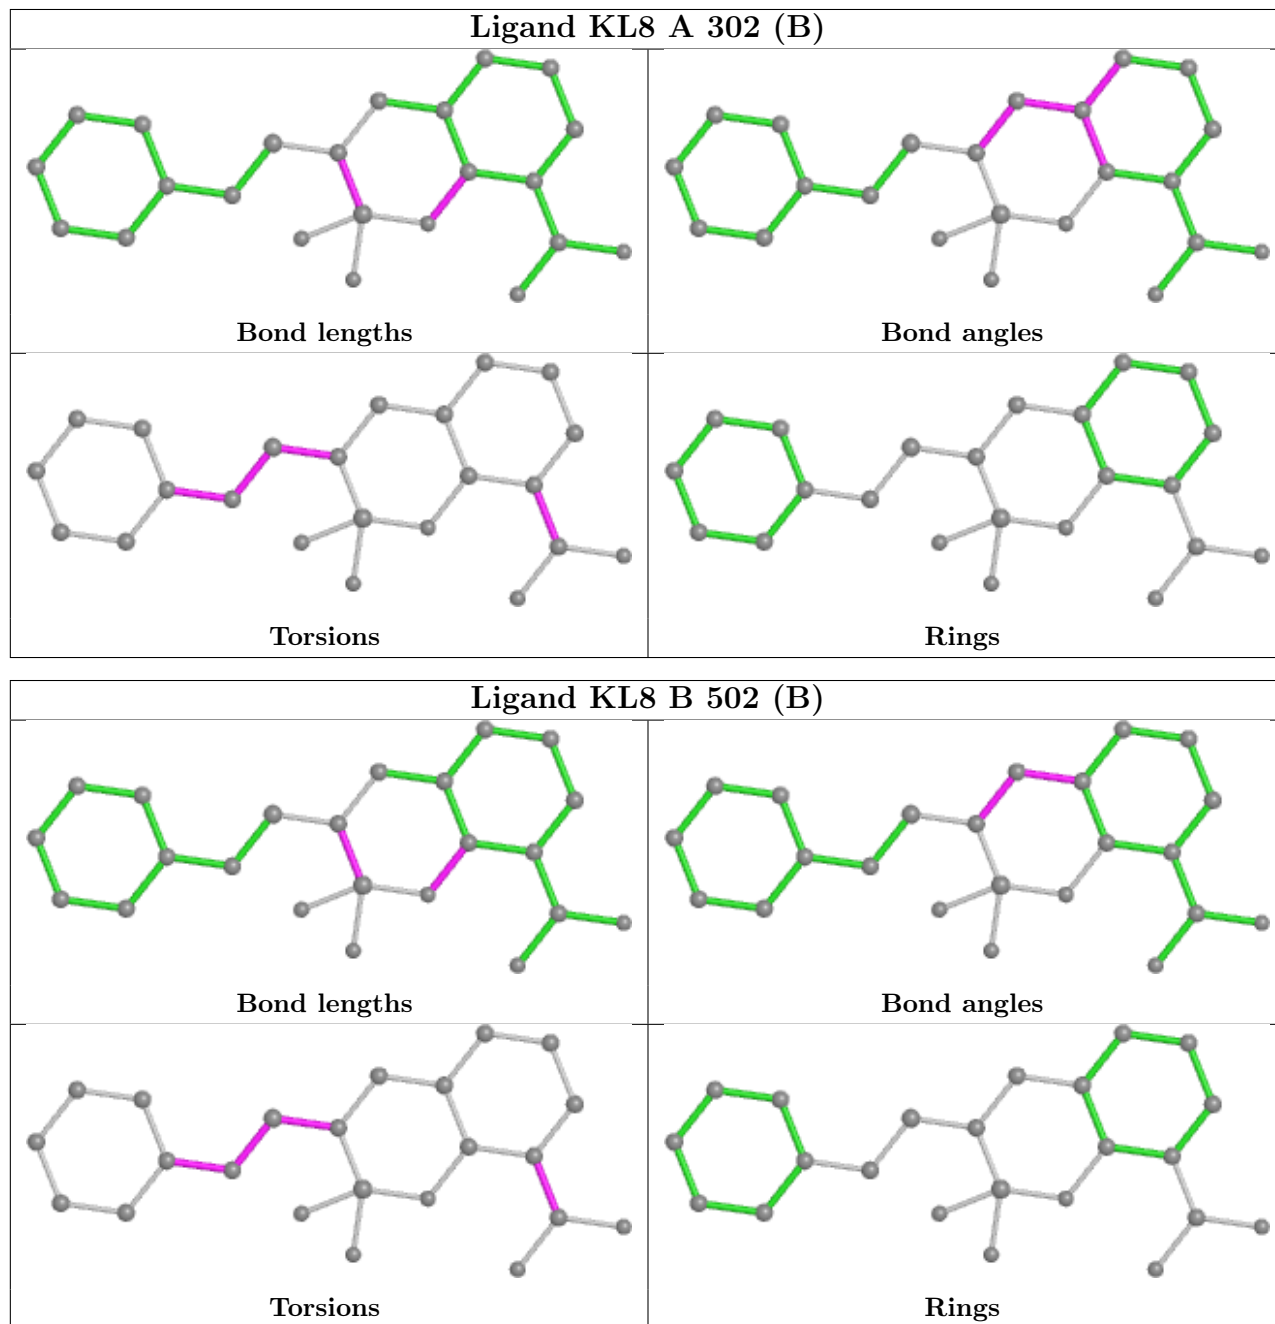 Ligand KL8 A 302 (B)
Bond lengths
Bond angles
Torsions
Rings
Ligand KL8 B 502 (B)
Bond lengths
Bond angles
Torsions
Rings